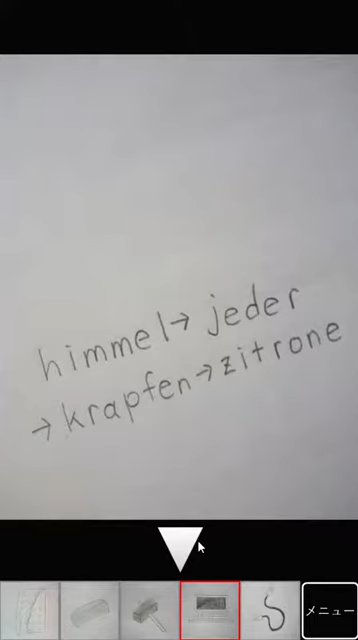 himmel→jeder
→krapfen→zitrone
メニュー